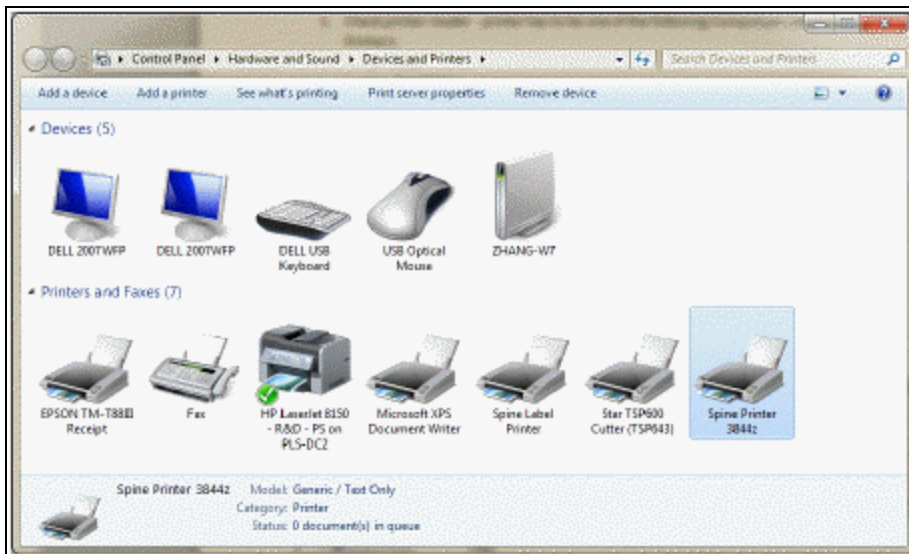 Control Panel ▸ Hardware and Sound ▸ Devices and Printers ▸ Search Devices and Printers
Add a device Add a printer See what's printing Print server properties Remove device
Devices (5)
DELL 2007WFP DELL 2007WFP DELL USB USB Optical ZHANG-W7
Keyboard Mouse
Printers and Faxes (7)
EPSON TM-T88III Fax HP LaserJet 8150 Microsoft XPS Spine Label Star TSP600 Spine Printer
Receipt - R&D - PS on Document Writer Printer Cutter (TSP643) 3844z
PLS-DC2
Spine Printer 3844z Model: Generic / Text Only
Category: Printer
Status: 0 document(s) in queue